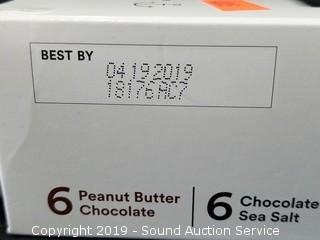 BEST BY
04192019
18176AC7
6 Peanut Butter
Chocolate
6 Chocolate
Sea Salt
Copyright 2019 - Sound Auction Service